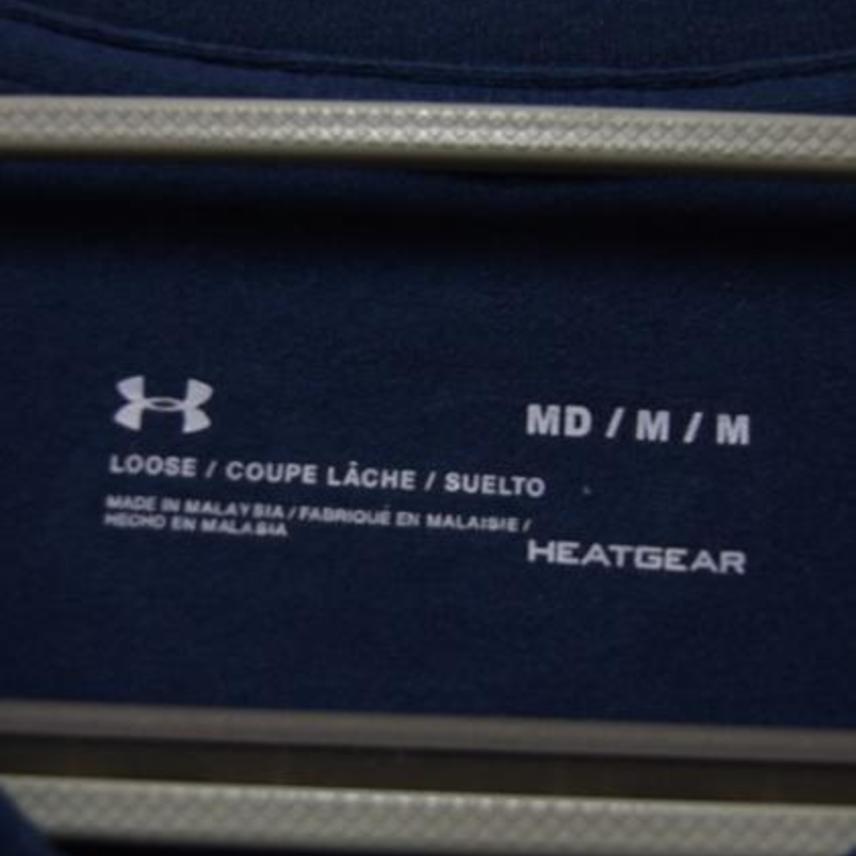 MD / M / M
LOOSE / COUPE LÂCHE / SUELTO
MADE IN MALAYSIA / FABRIQUÉ EN MALAISIE /
HECHO EN MALASIA
HEATGEAR